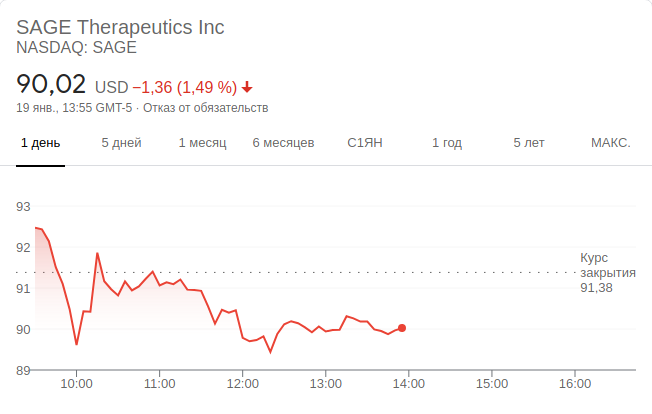 SAGE Therapeutics Inc
NASDAQ: SAGE
90,02 USD −1,36 (1,49 %)
19 янв., 13:55 GMT-5 · Отказ от обязательств
1 день 5 дней 1 месяц 6 месяцев С1ЯН 1 год 5 лет МАКС.
93
92
Курс
закрытия
91,38
91
90
89
10:00 11:00 12:00 13:00 14:00 15:00 16:00